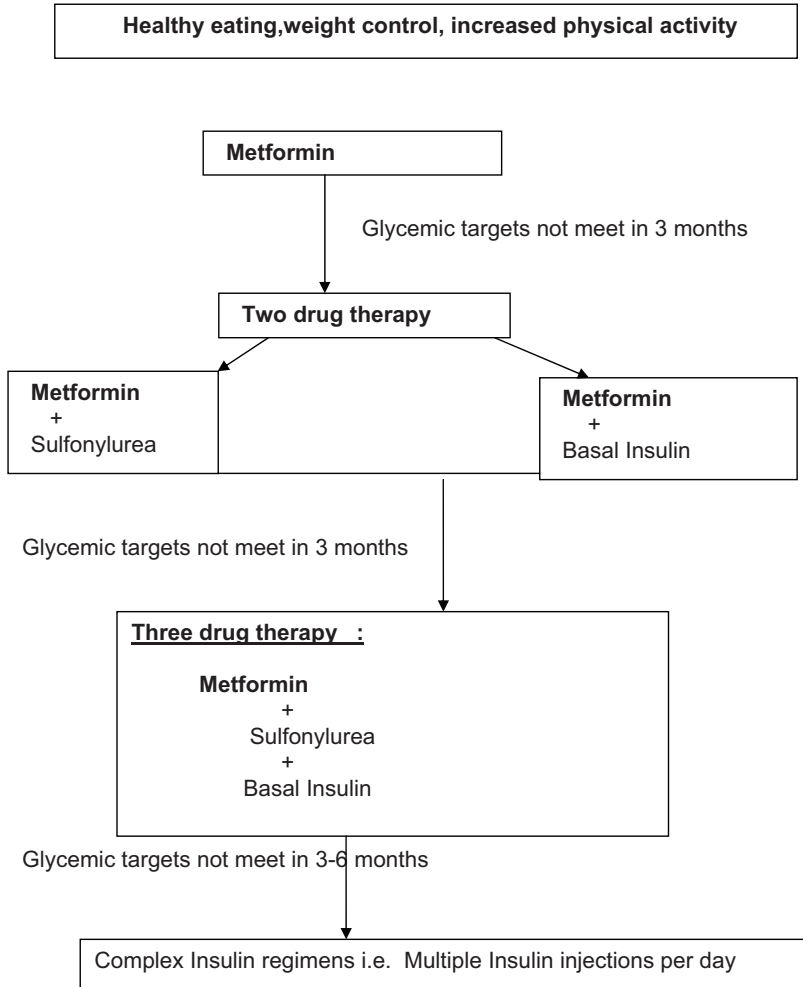 Healthy eating,weight control, increased physical activity
Metformin
Glycemic targets not meet in 3 months
Two drug therapy
Metformin
+
Sulfonylurea
Metformin
+
Basal Insulin
Glycemic targets not meet in 3 months
Three drug therapy :
Metformin
+
Sulfonylurea
+
Basal Insulin
Glycemic targets not meet in 3-6 months
Complex Insulin regimens i.e. Multiple Insulin injections per day